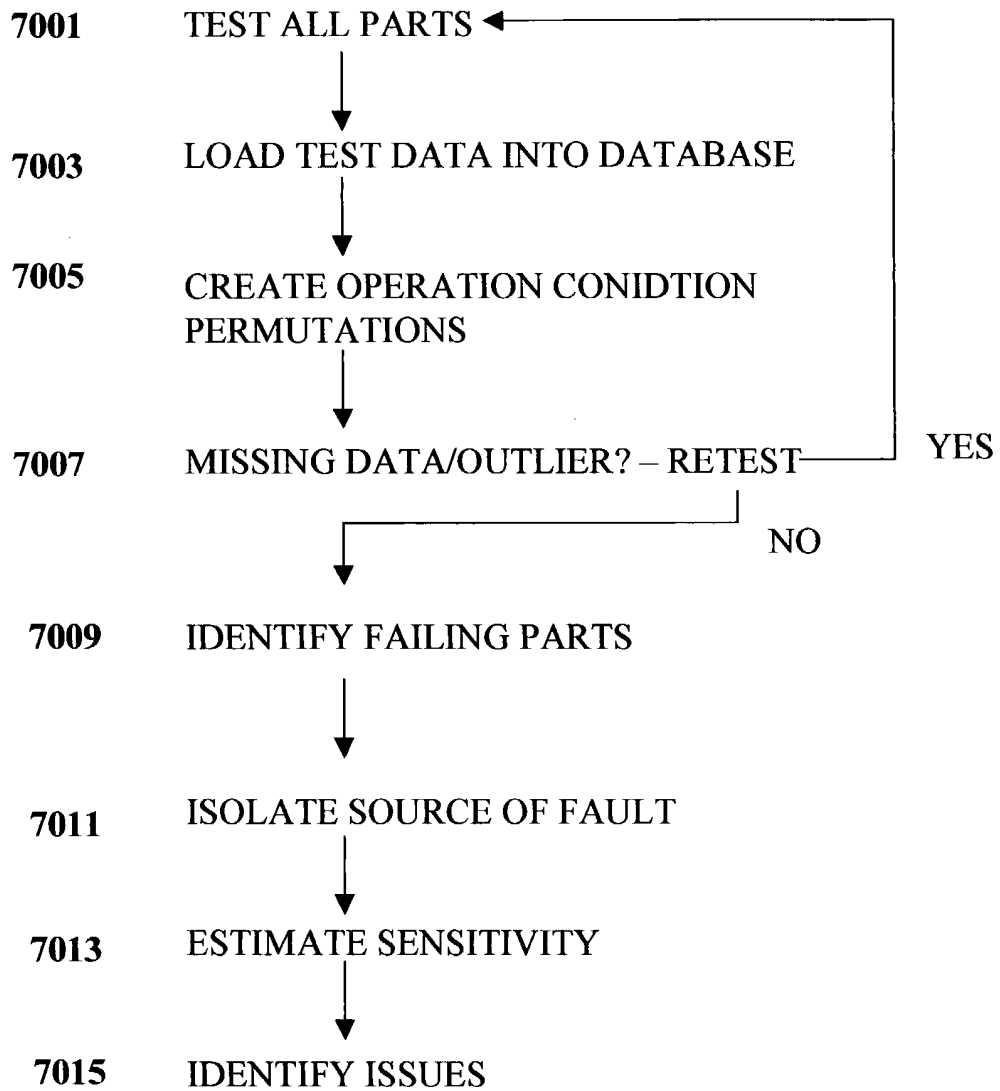 7001 TEST ALL PARTS
7003 LOAD TEST DATA INTO DATABASE
7005 CREATE OPERATION CONIDTION
PERMUTATIONS
7007 MISSING DATA/OUTLIER? – RETEST YES
NO
7009 IDENTIFY FAILING PARTS
7011 ISOLATE SOURCE OF FAULT
7013 ESTIMATE SENSITIVITY
7015 IDENTIFY ISSUES